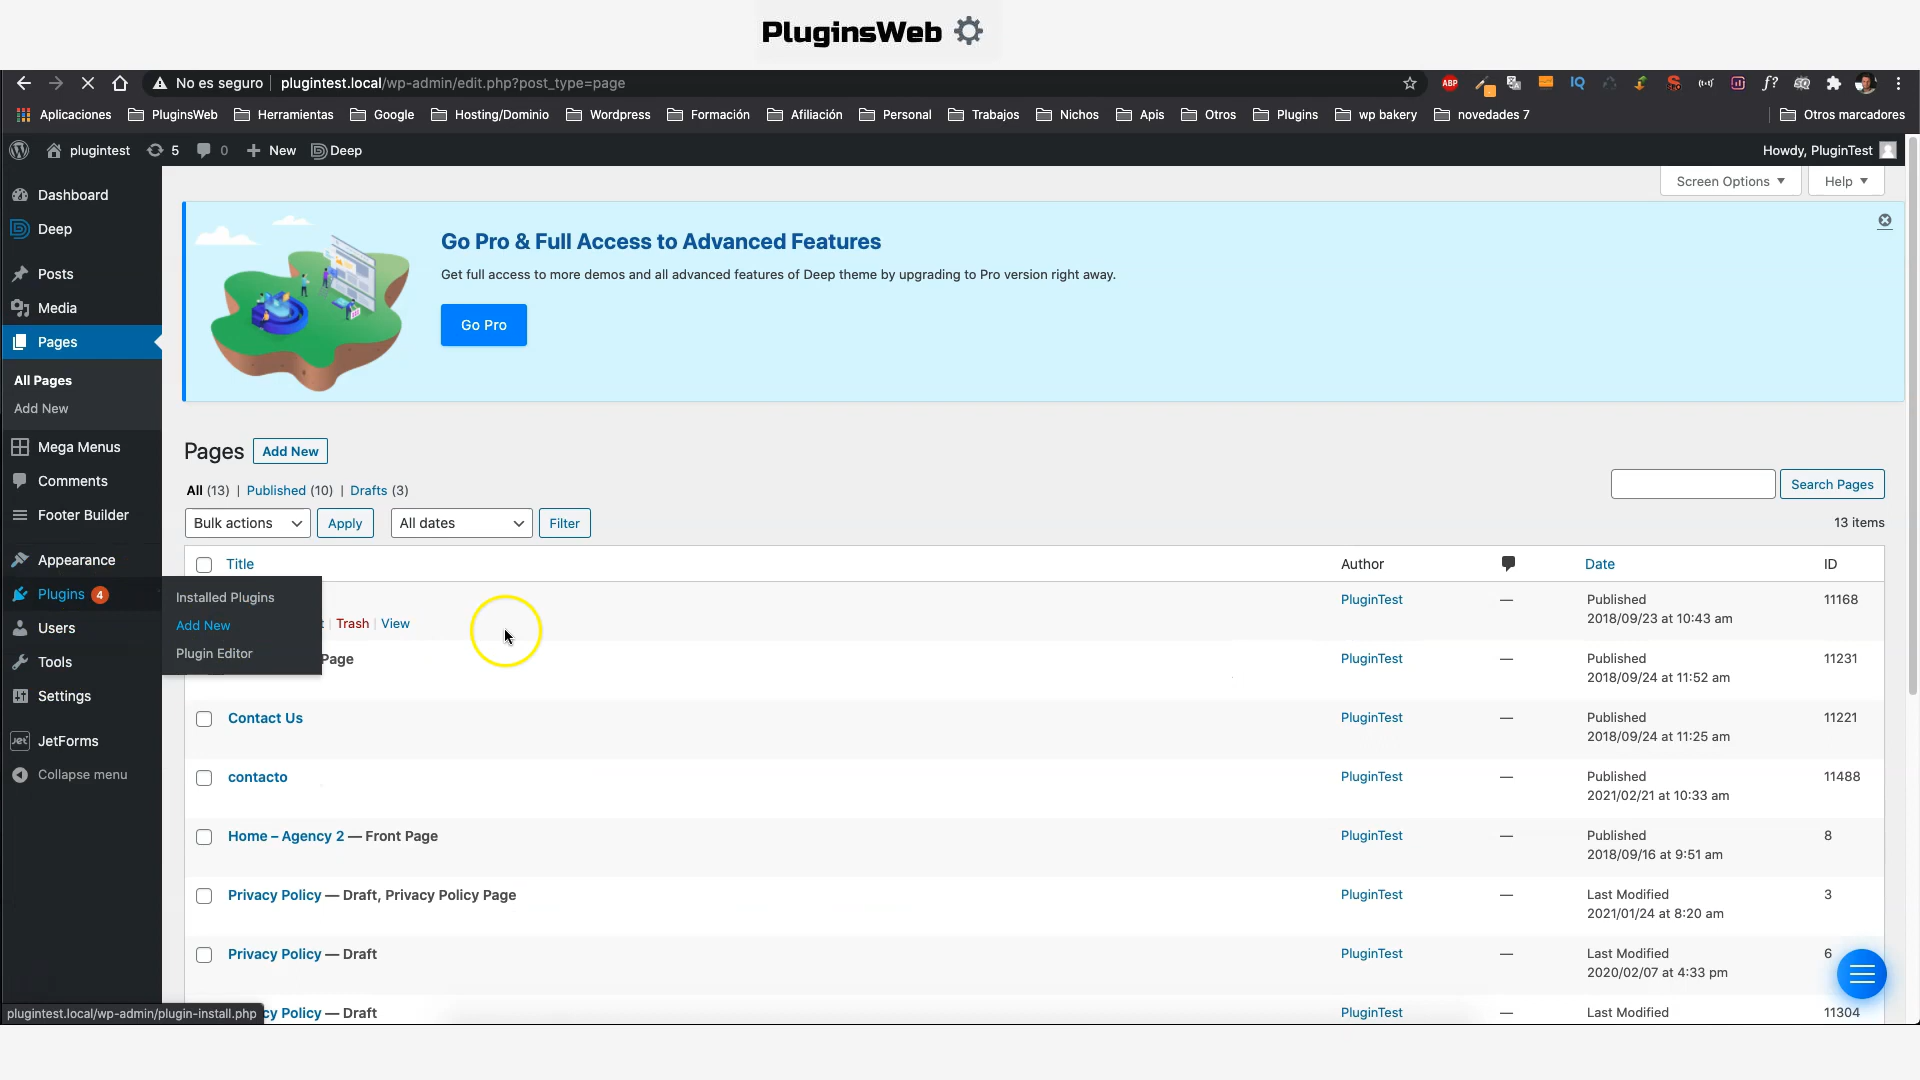 PluginsWeb
No es seguro plugintest.local/wp-admin/edit.php?post_type=page
ABP IQ f?
Aplicaciones PluginsWeb Herramientas Google Hosting/Dominio Wordpress Formación Afiliación Personal Trabajos Nichos Apis Otros Plugins wp bakery novedades 7 Otros marcadores
plugintest 5 0 + New Deep Howdy, PluginTest
Screen Options Help
Dashboard
Deep
Posts
Media
Pages
All Pages
Add New
Mega Menus
Comments
Footer Builder
Appearance
Plugins 4
Users
Tools
Settings
Jet JetForms
Collapse menu
Installed Plugins
Add New
Plugin Editor
Go Pro & Full Access to Advanced Features
Get full access to more demos and all advanced features of Deep theme by upgrading to Pro version right away.
Go Pro
Pages Add New
All (13) | Published (10) | Drafts (3)
Search Pages
Bulk actions Apply All dates Filter 13 items
Title Author Date ID
PluginTest — Published 11168
t | Trash | View 2018/09/23 at 10:43 am
Page PluginTest — Published 11231
2018/09/24 at 11:52 am
Contact Us PluginTest — Published 11221
2018/09/24 at 11:25 am
contacto PluginTest — Published 11488
2021/02/21 at 10:33 am
Home – Agency 2 — Front Page PluginTest — Published 8
2018/09/16 at 9:51 am
Privacy Policy — Draft, Privacy Policy Page PluginTest — Last Modified 3
2021/01/24 at 8:20 am
Privacy Policy — Draft PluginTest — Last Modified 6
2020/02/07 at 4:33 pm
cy Policy — Draft PluginTest — Last Modified 11304
plugintest.local/wp-admin/plugin-install.php